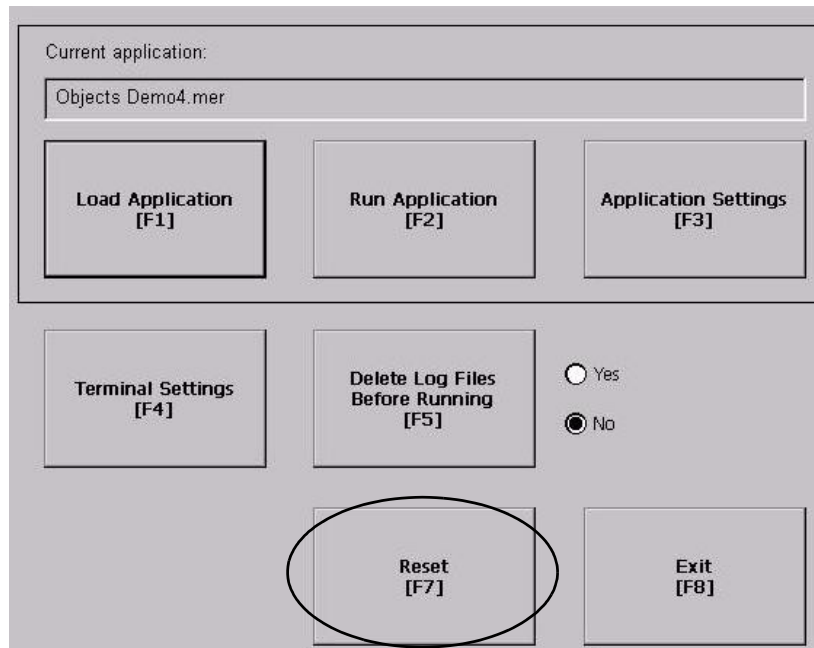 Current application:
Objects Demo4.mer
Load Application
[F1]
Run Application
[F2]
Application Settings
[F3]
Terminal Settings
[F4]
Delete Log Files
Before Running
[F5]
Yes
No
Reset
[F7]
Exit
[F8]